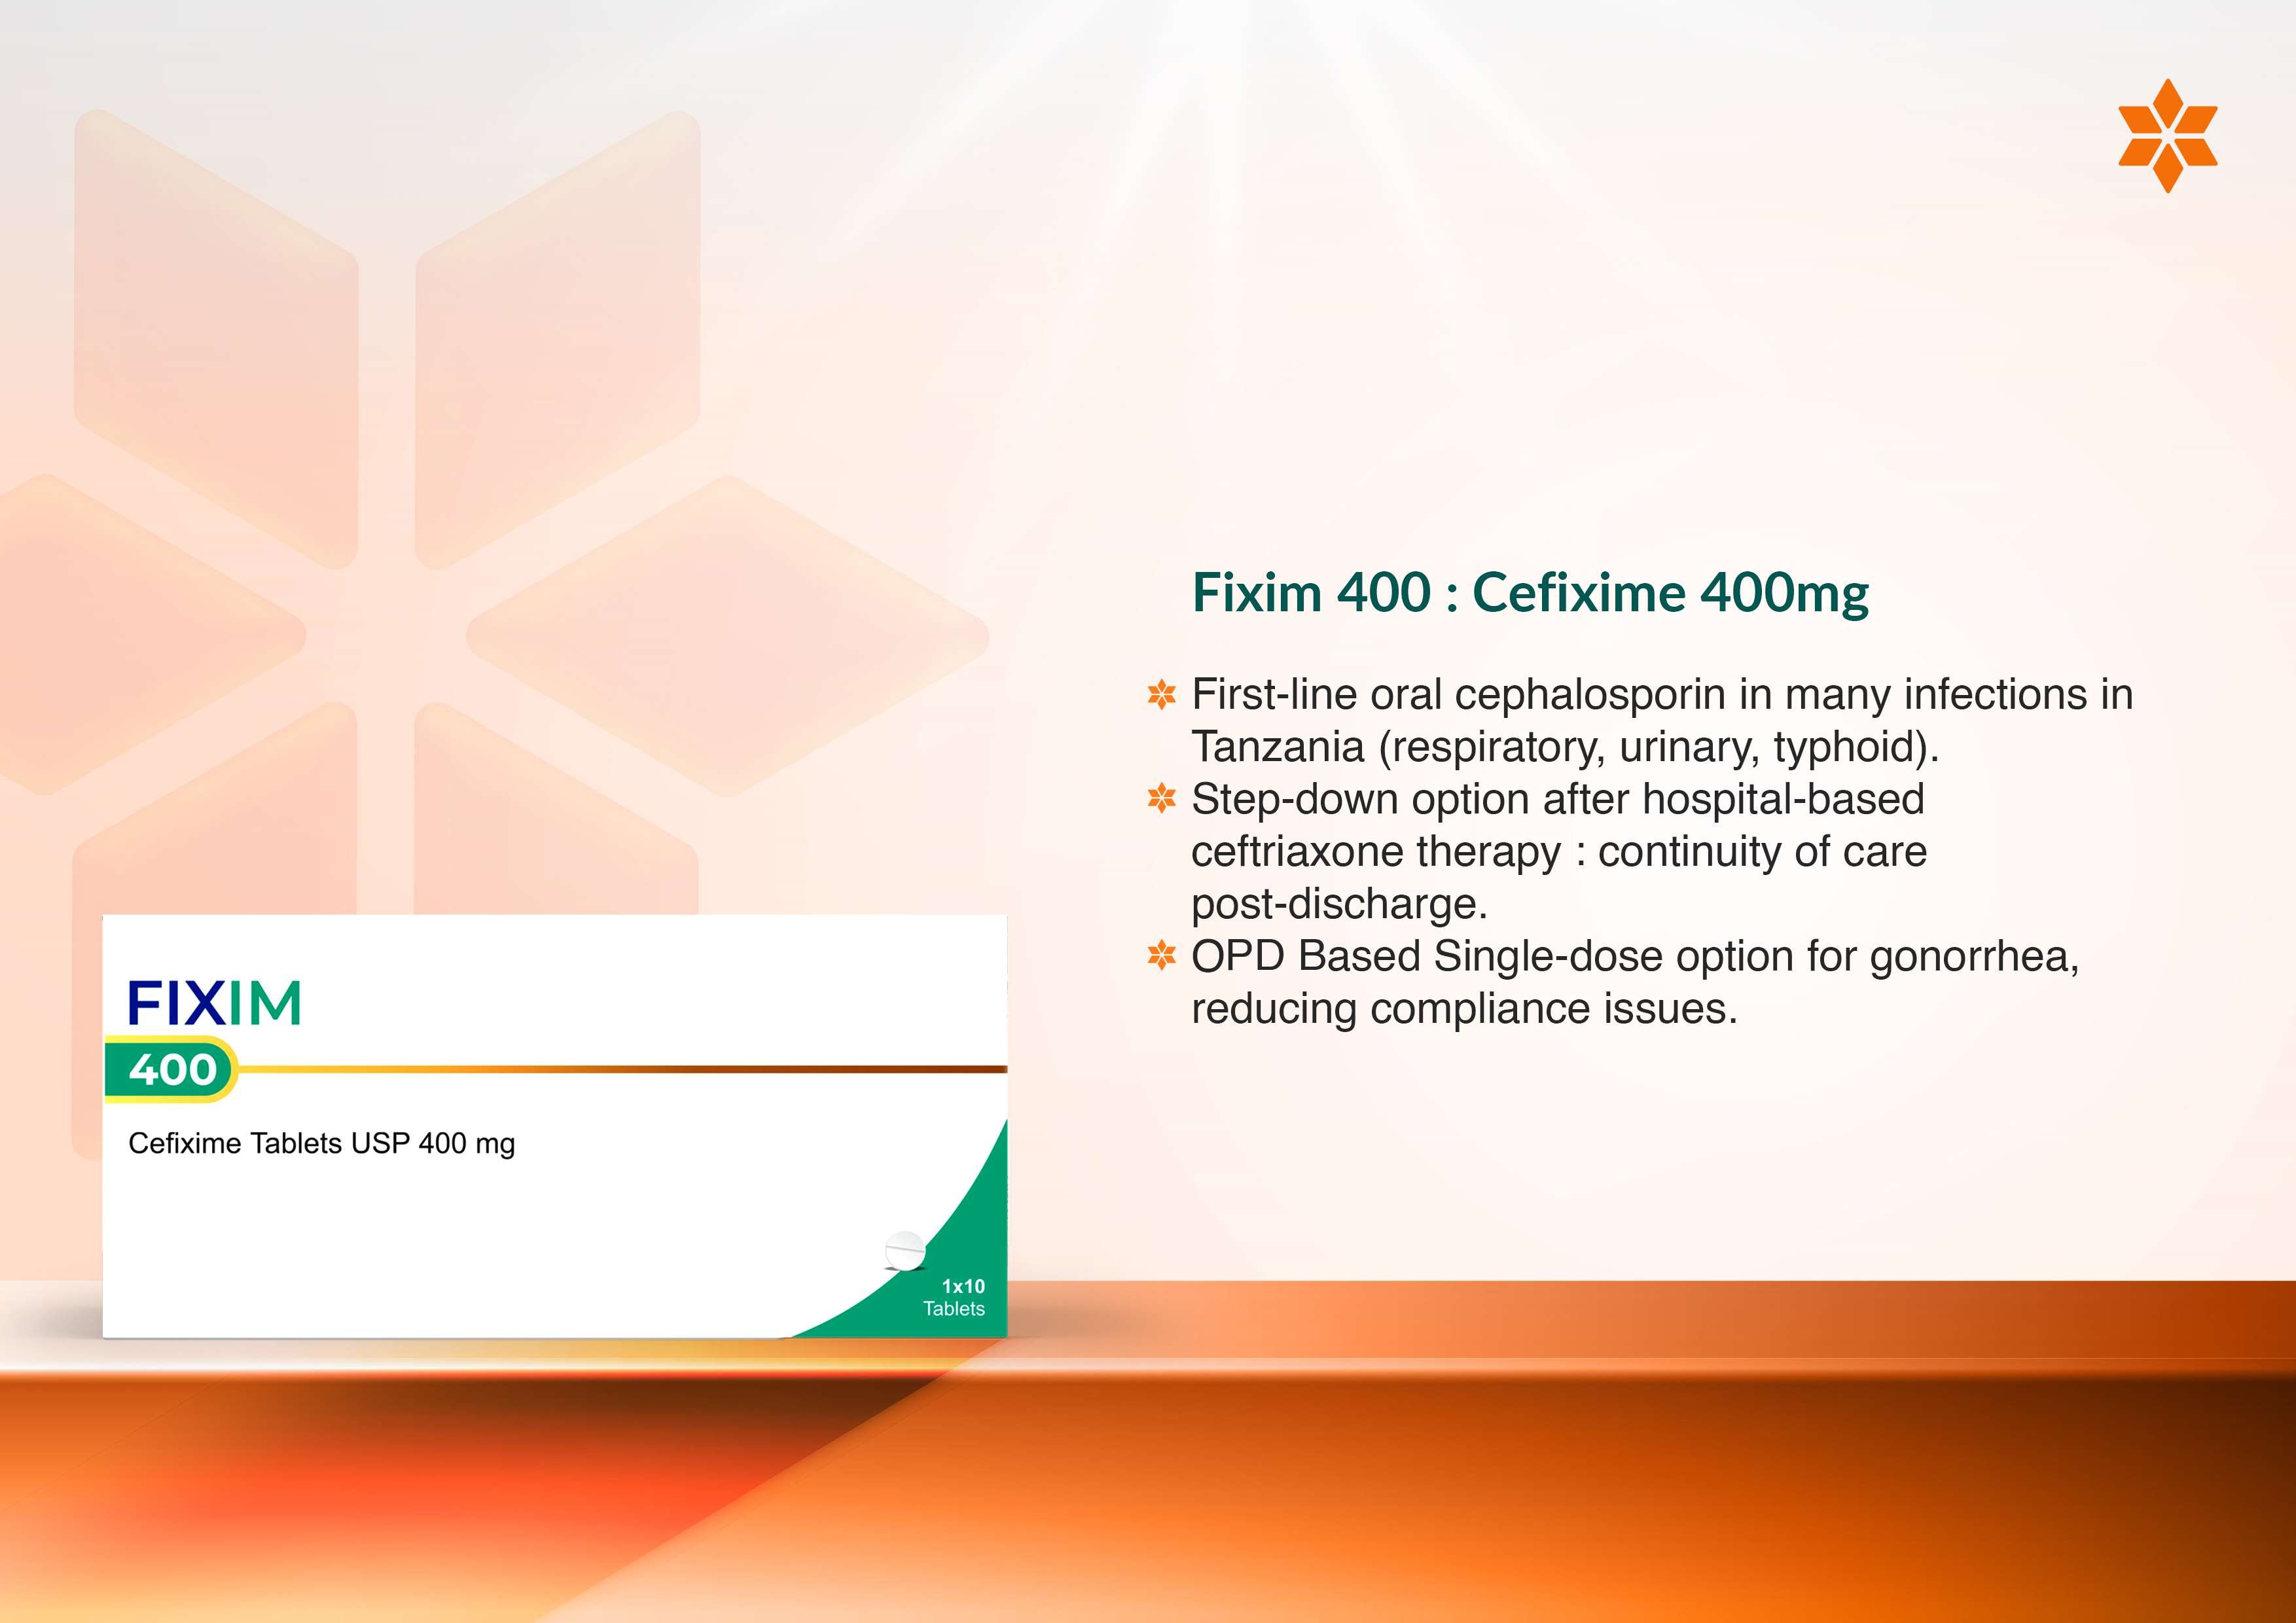 Fixim 400 : Cefixime 400mg
First-line oral cephalosporin in many infections in
Tanzania (respiratory, urinary, typhoid).
Step-down option after hospital-based
ceftriaxone therapy : continuity of care
post-discharge.
OPD Based Single-dose option for gonorrhea,
reducing compliance issues.
FIXIM
400
Cefixime Tablets USP 400 mg
1x10
Tablets